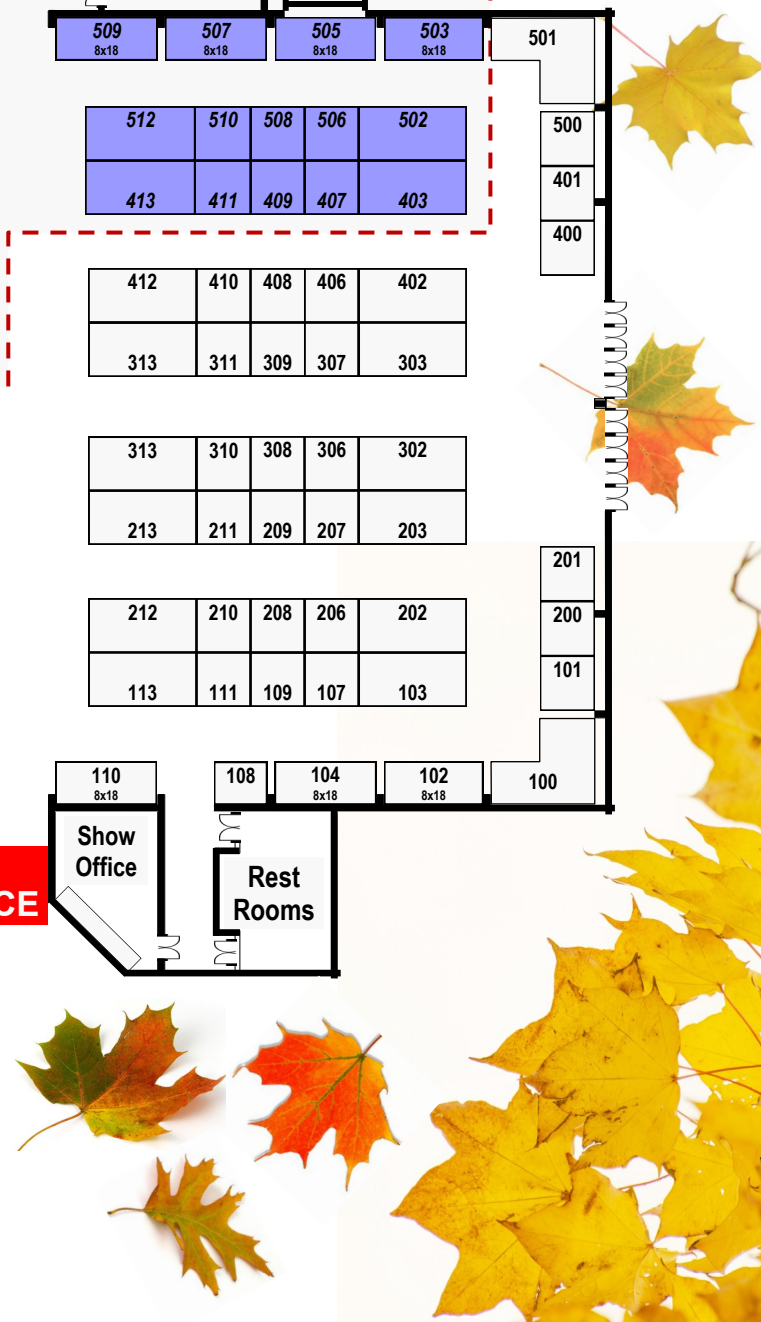 509 507 505 503 501
8x18 8x18 8x18 8x18
512 510 508 506 502 500
413 411 409 407 403 401
400
412 410 408 406 402
313 311 309 307 303
313 310 308 306 302
213 211 209 207 203
201
212 210 208 206 202 200
113 111 109 107 103 101
110 108 104 102 100
8x18 8x18 8x18
Show
Office
Rest
Rooms
CE